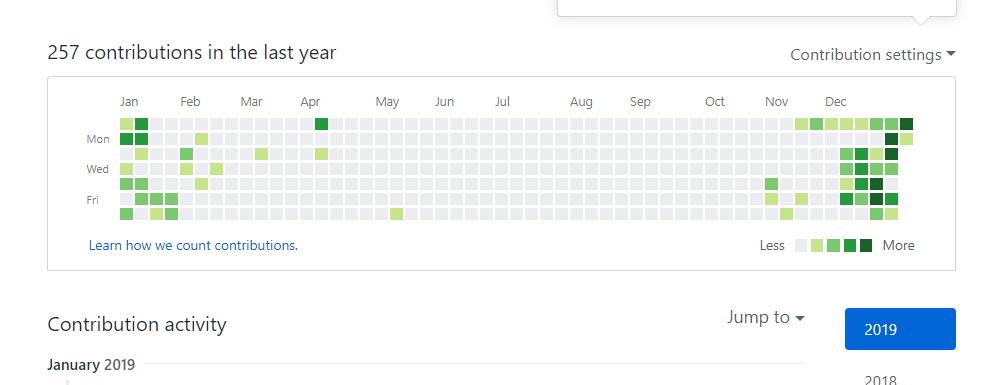 257 contributions in the last year
Contribution settings
Jan Feb Mar Apr May Jun Jul Aug Sep Oct Nov Dec
Mon
Wed
Fri
Learn how we count contributions.
Less More
Contribution activity
Jump to
2019
January 2019
2018